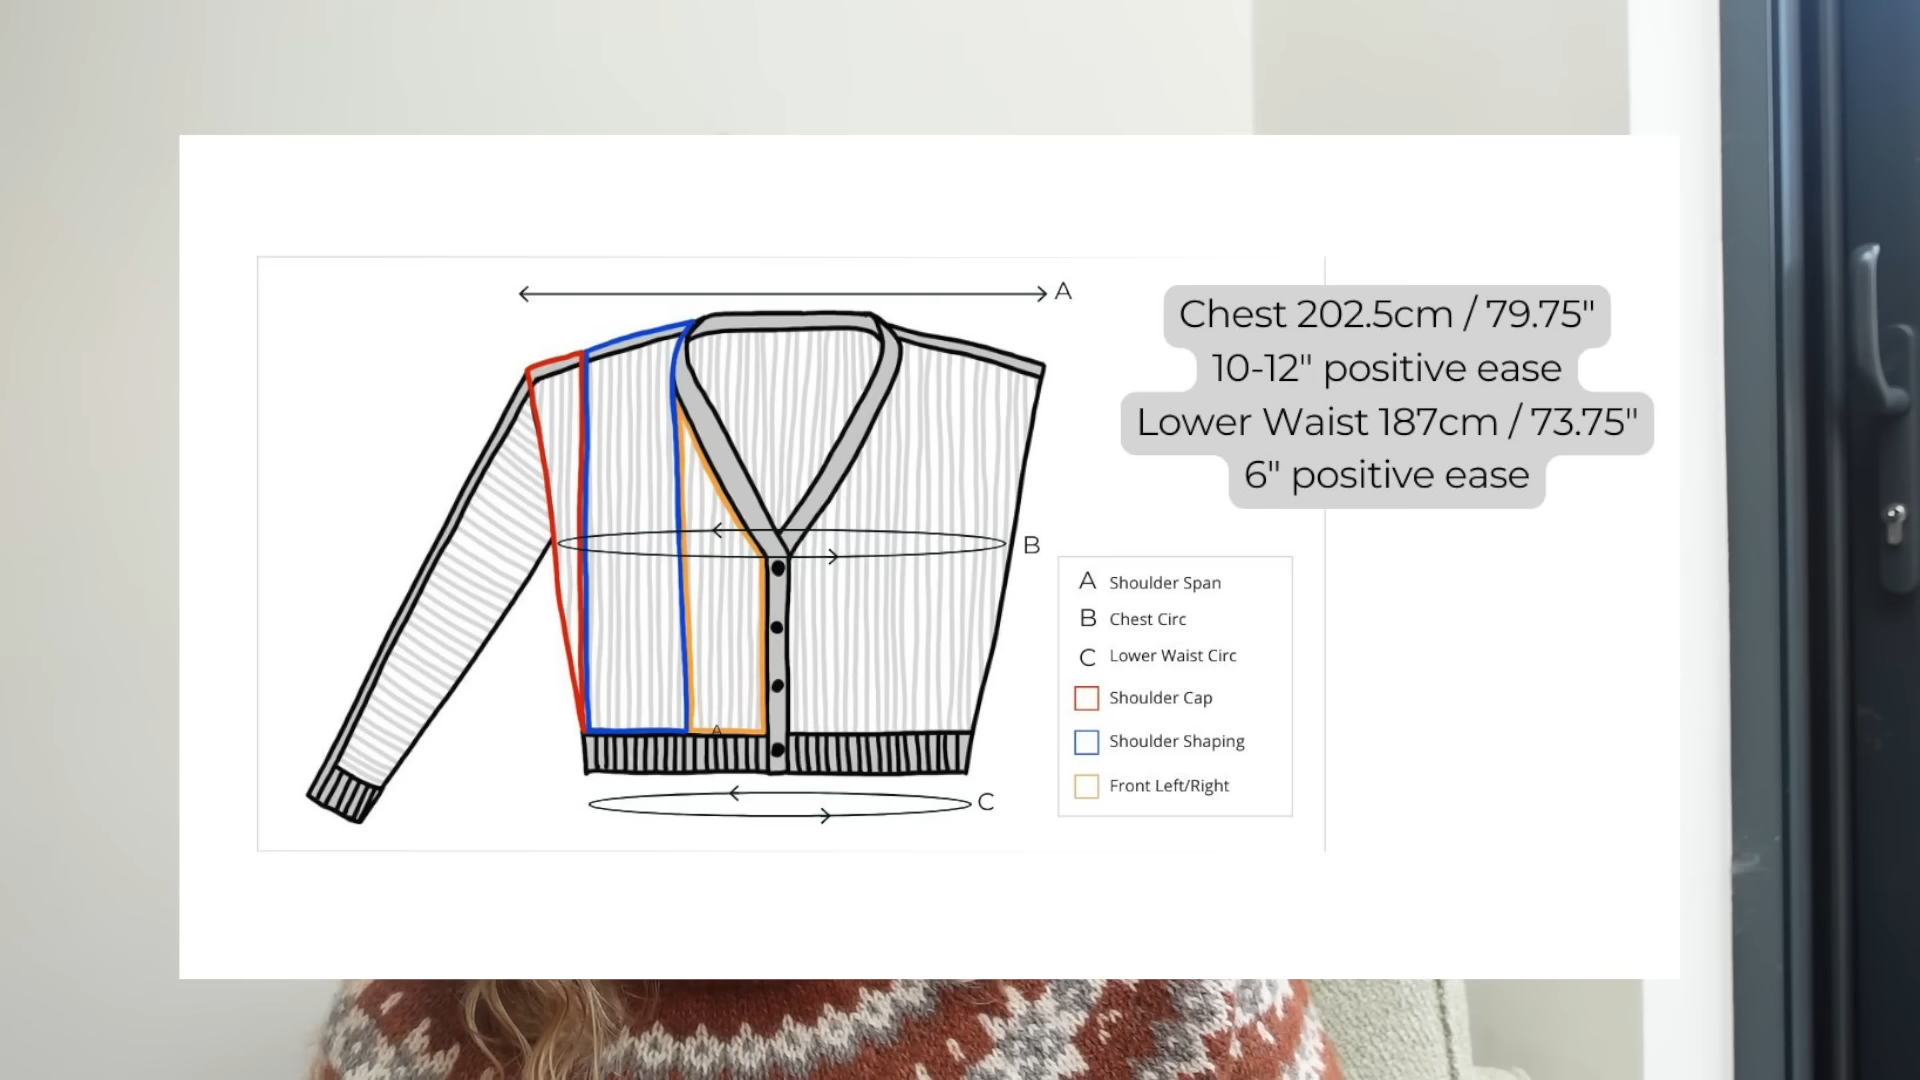 A
Chest 202.5cm / 79.75"
10-12" positive ease
Lower Waist 187cm / 73.75"
6" positive ease
B
A Shoulder Span
B Chest Circ
C Lower Waist Circ
Shoulder Cap
A
Shoulder Shaping
Front Left/Right
C